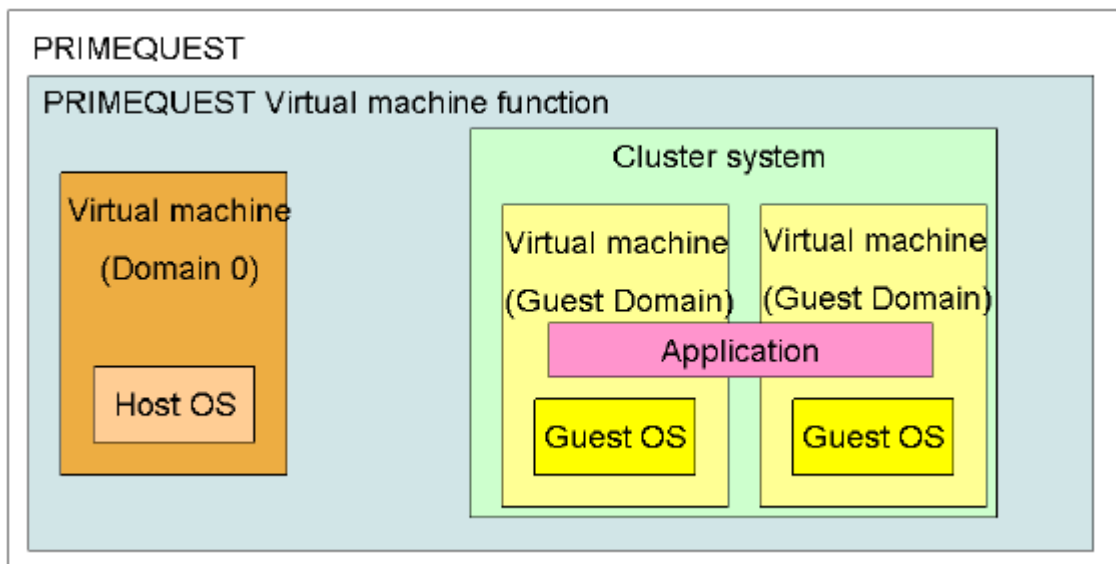 PRIMEQUEST
PRIMEQUEST Virtual machine function
Cluster system
Virtual machine
(Domain 0)
Host OS
Virtual machine
(Guest Domain)
Virtual machine
(Guest Domain)
Application
Guest OS
Guest OS